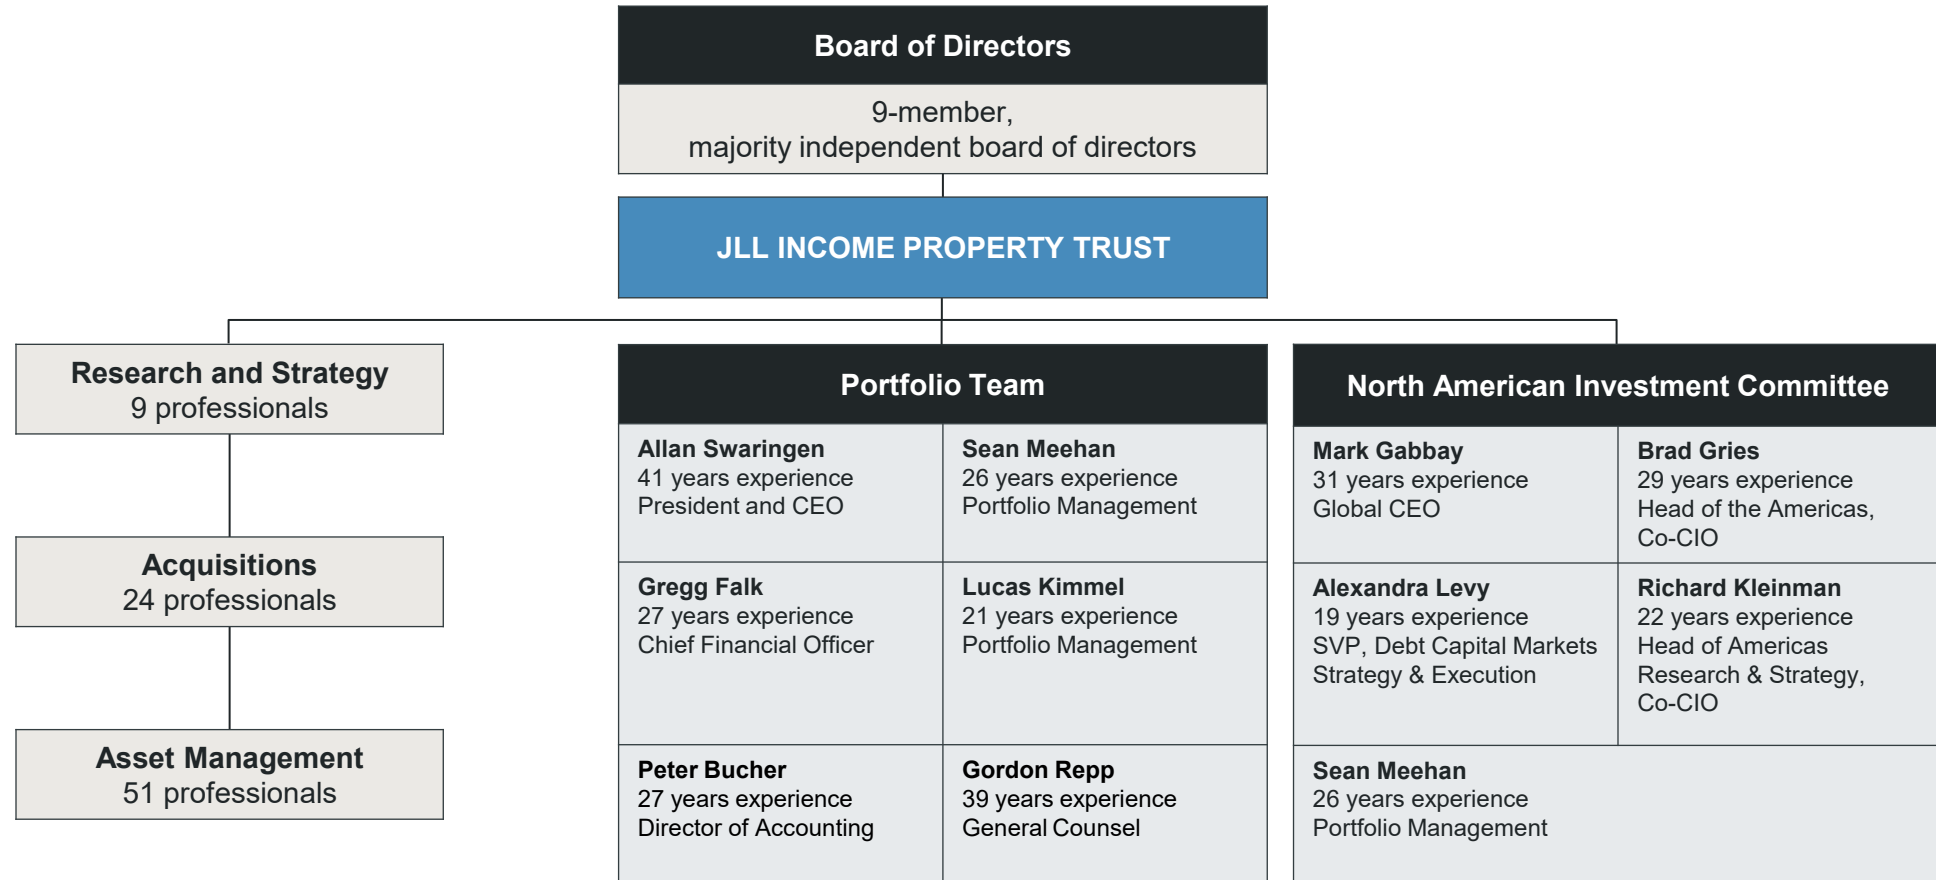 Board of Directors
9-member,
majority independent board of directors
JLL INCOME PROPERTY TRUST
Research and Strategy
9 professionals
Acquisitions
24 professionals
Asset Management
51 professionals
Portfolio Team
Allan Swaringen
41 years experience
President and CEO
Sean Meehan
26 years experience
Portfolio Management
Gregg Falk
27 years experience
Chief Financial Officer
Lucas Kimmel
21 years experience
Portfolio Management
Peter Bucher
27 years experience
Director of Accounting
Gordon Repp
39 years experience
General Counsel
North American Investment Committee
Mark Gabbay
31 years experience
Global CEO
Brad Gries
29 years experience
Head of the Americas,
Co-CIO
Alexandra Levy
19 years experience
SVP, Debt Capital Markets
Strategy & Execution
Richard Kleinman
22 years experience
Head of Americas
Research & Strategy,
Co-CIO
Sean Meehan
26 years experience
Portfolio Management